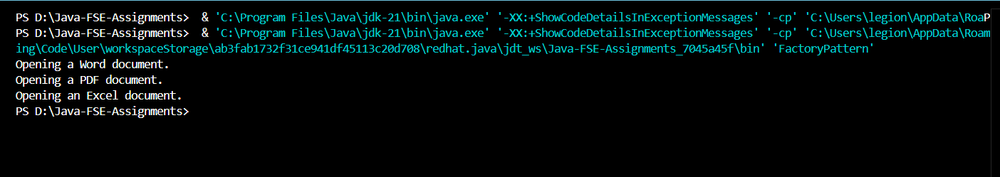 PS D:\Java-FSE-Assignments>  & 'C:\Program Files\Java\jdk-21\bin\java.exe' '-XX:+ShowCodeDetailsInExceptionMessages' '-cp' 'C:\Users\legion\AppData\RoaP
PS D:\Java-FSE-Assignments>  & 'C:\Program Files\Java\jdk-21\bin\java.exe' '-XX:+ShowCodeDetailsInExceptionMessages' '-cp' 'C:\Users\legion\AppData\Roam
ing\Code\User\workspaceStorage\ab3fab1732f31ce941df45113c20d708\redhat.java\jdt_ws\Java-FSE-Assignments_7045a45f\bin' 'FactoryPattern'
Opening a Word document.
Opening a PDF document.
Opening an Excel document.
PS D:\Java-FSE-Assignments>